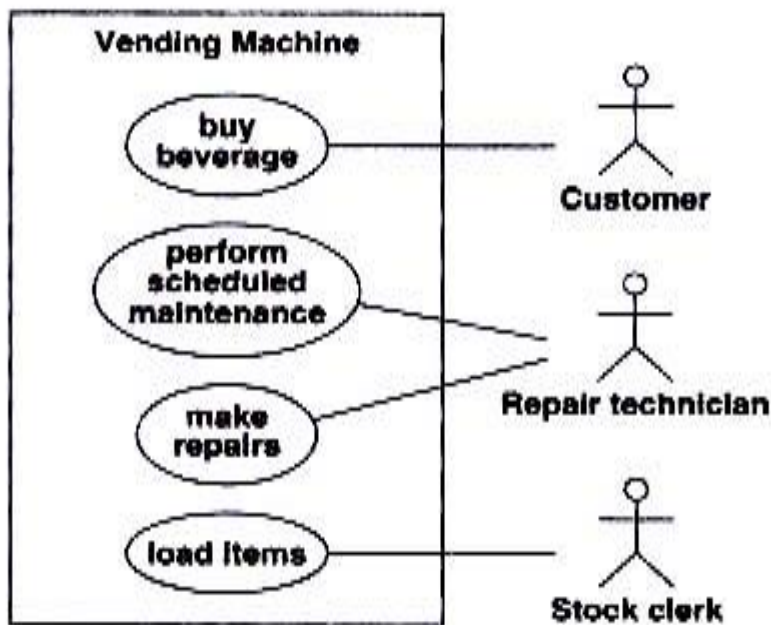 Vending Machine
buy
beverage
Customer
perform
scheduled
maintenance
Repair technician
make
repairs
load items
Stock clerk